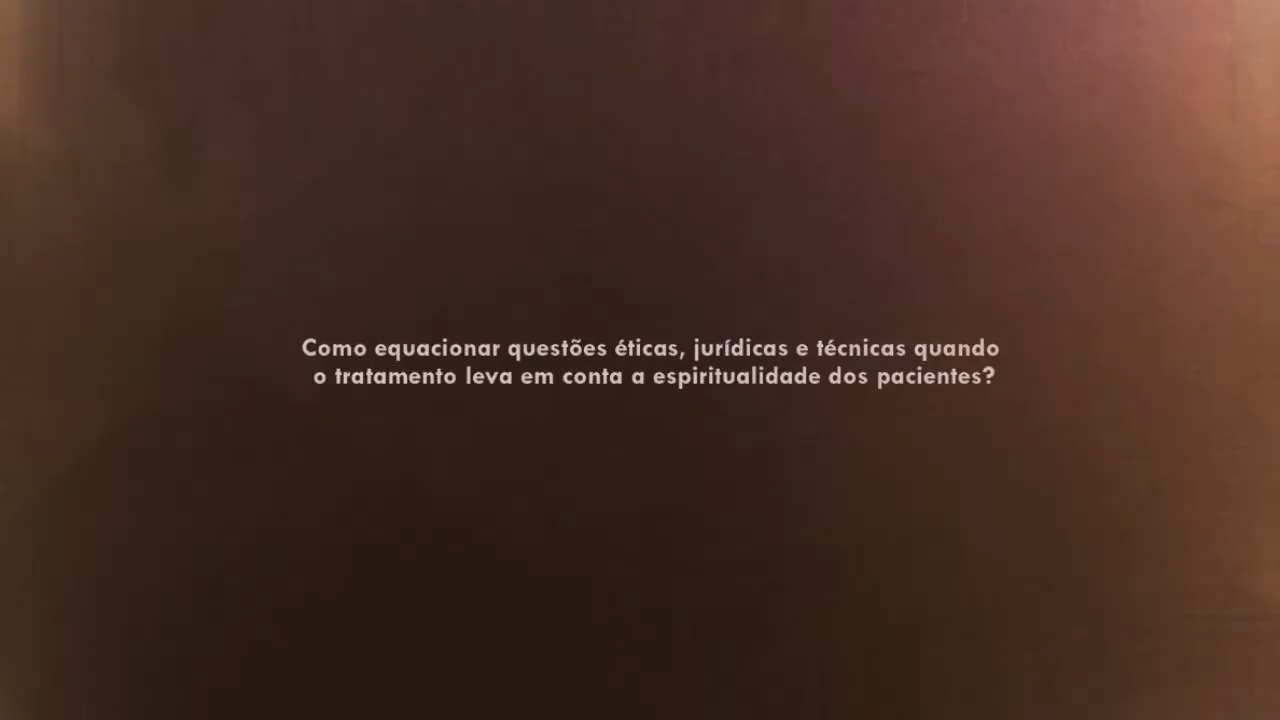 Como equacionar questões éticas, jurídicas e técnicas quando
o tratamento leva em conta a espiritualidade dos pacientes?